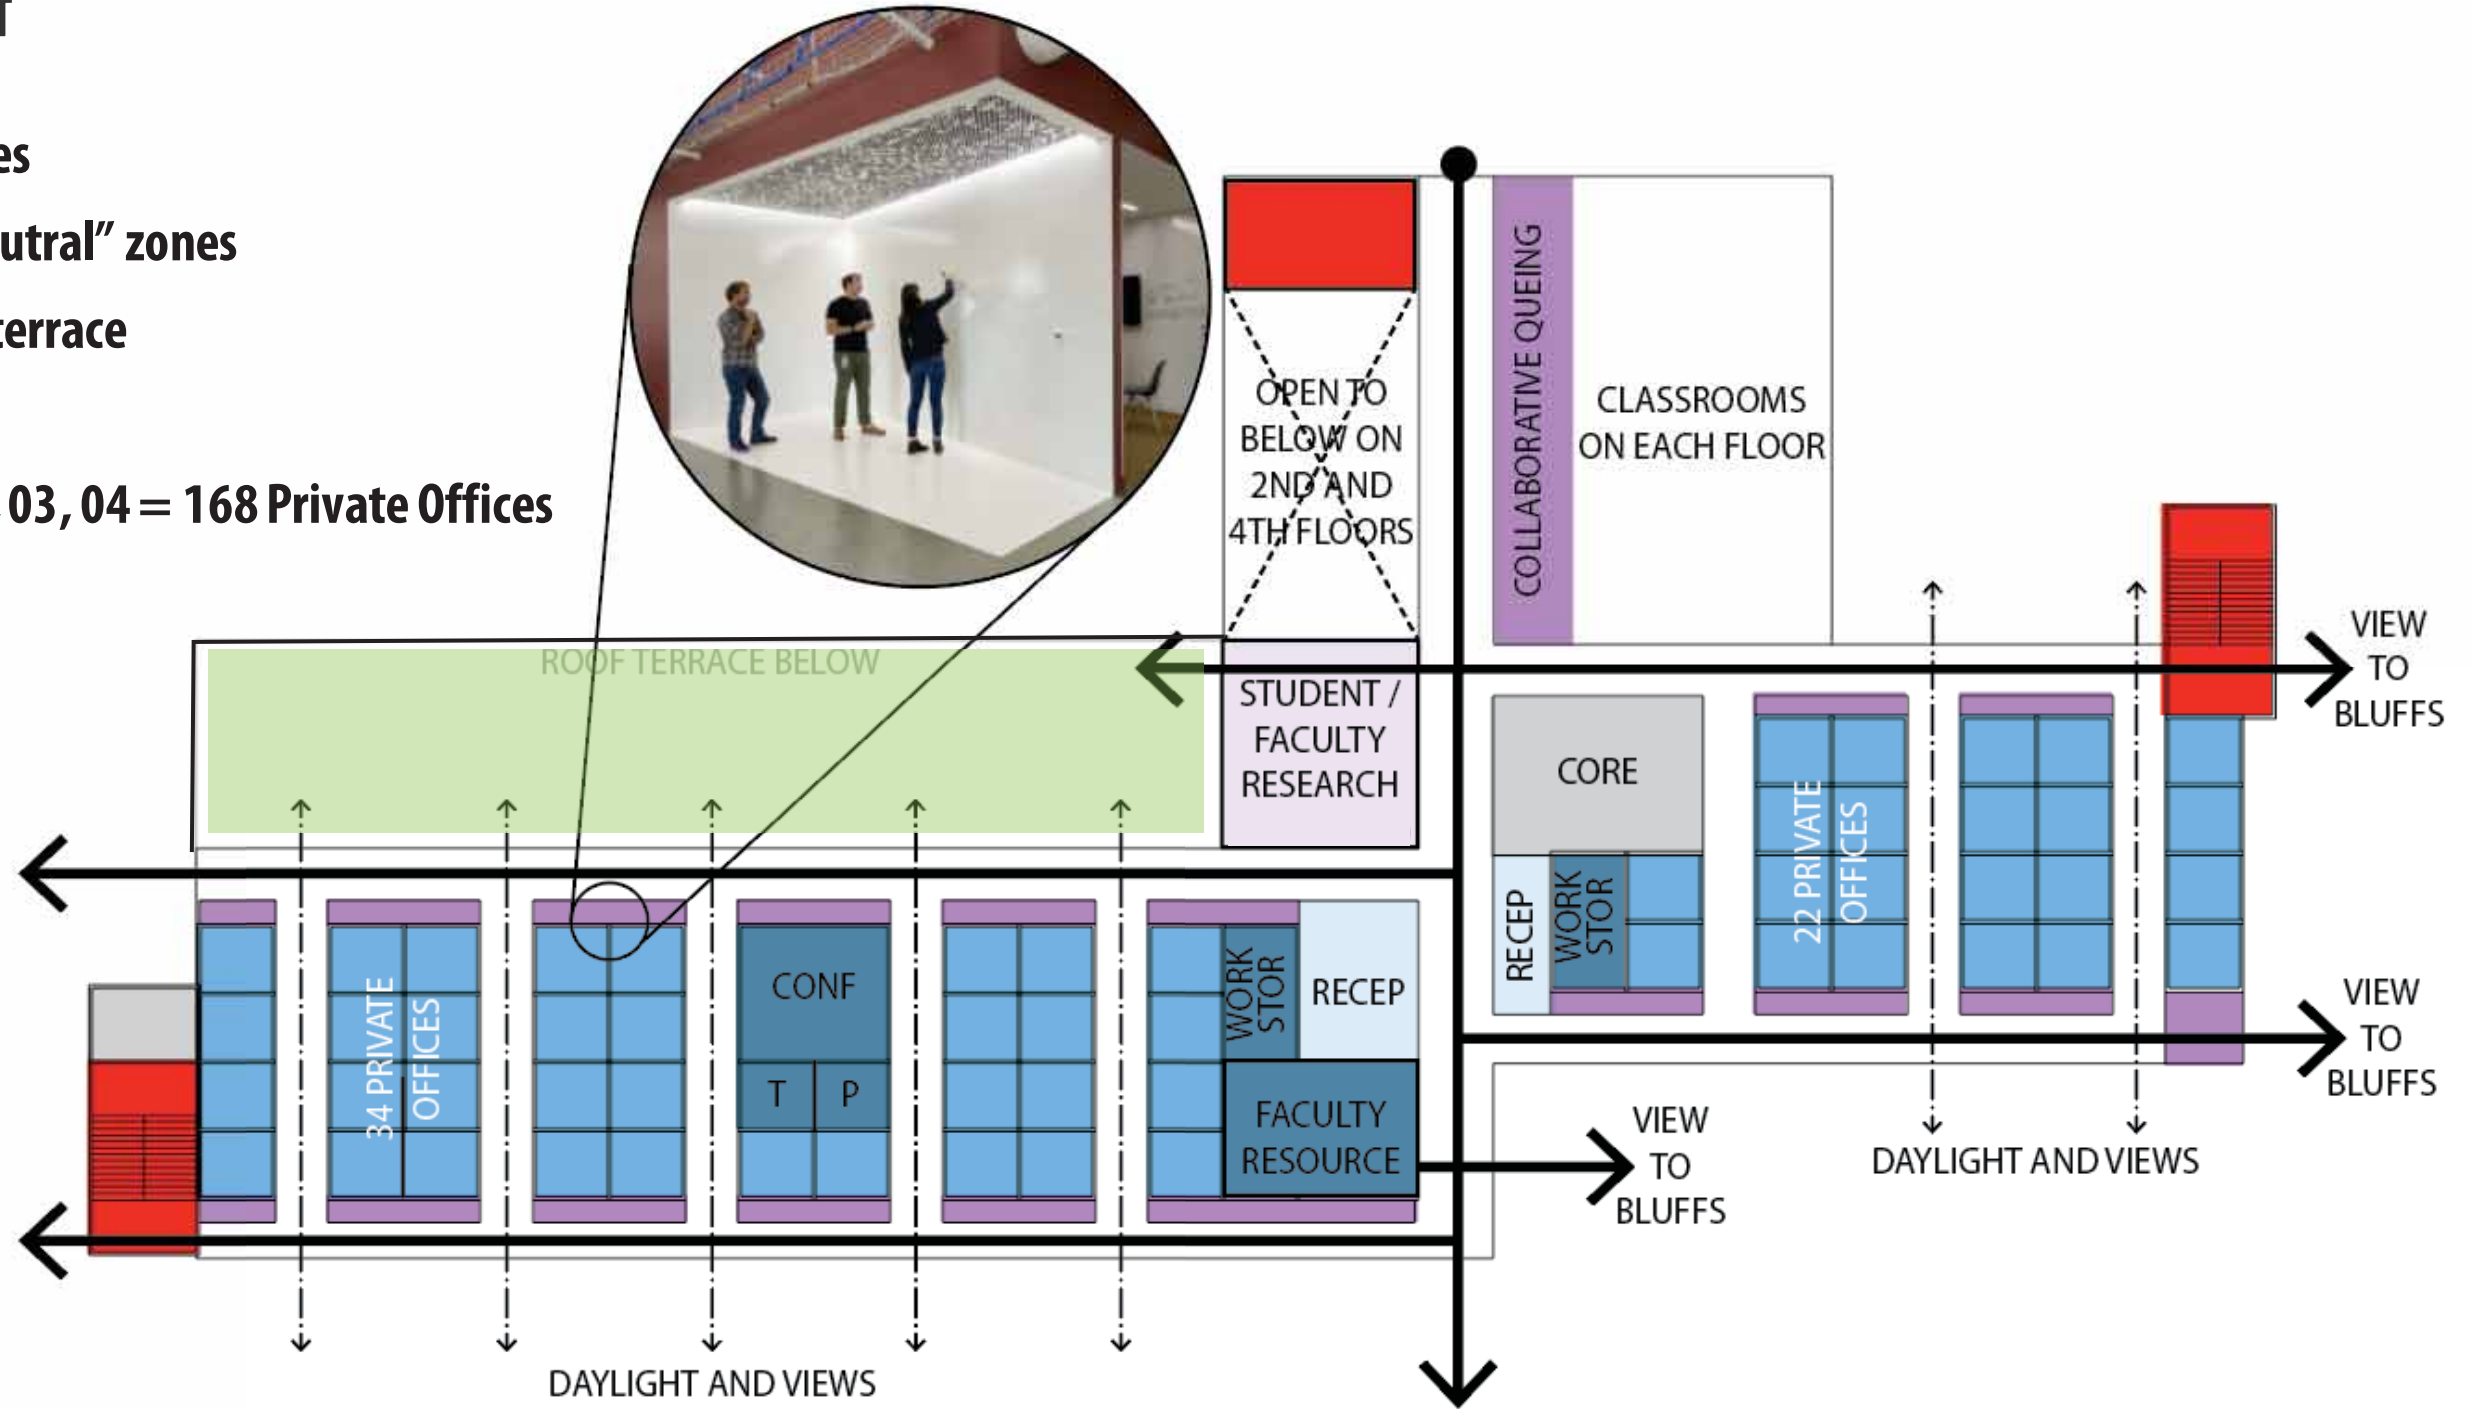 T
es
utral” zones
terrace
03, 04 = 168 Private Offices
OPEN TO
BELOW ON
2ND AND
4TH FLOORS
COLLABORATIVE QUEING
CLASSROOMS
ON EACH FLOOR
ROOF TERRACE BELOW
STUDENT /
FACULTY
RESEARCH
VIEW
TO
BLUFFS
CORE
RECEP
WORK
STOR
22 PRIVATE
OFFICES
34 PRIVATE
OFFICES
CONF
T P
WORK
STOR
RECEP
FACULTY
RESOURCE
VIEW
TO
BLUFFS
VIEW
TO
BLUFFS
DAYLIGHT AND VIEWS
DAYLIGHT AND VIEWS